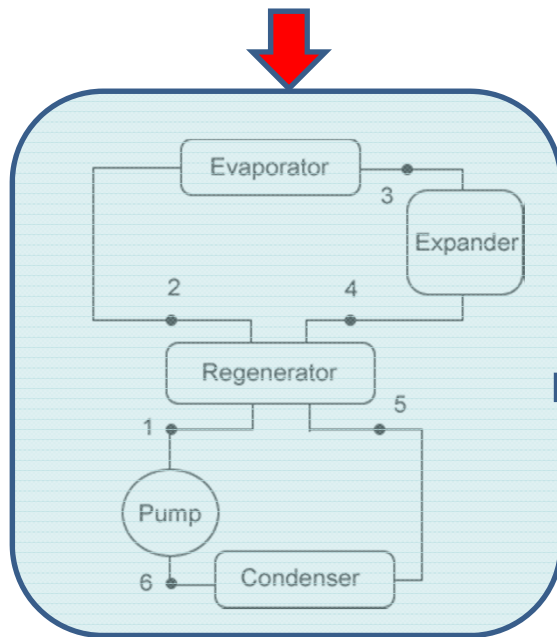 Evaporator
3
Expander
2
4
Regenerator
5
1
Pump
6
Condenser